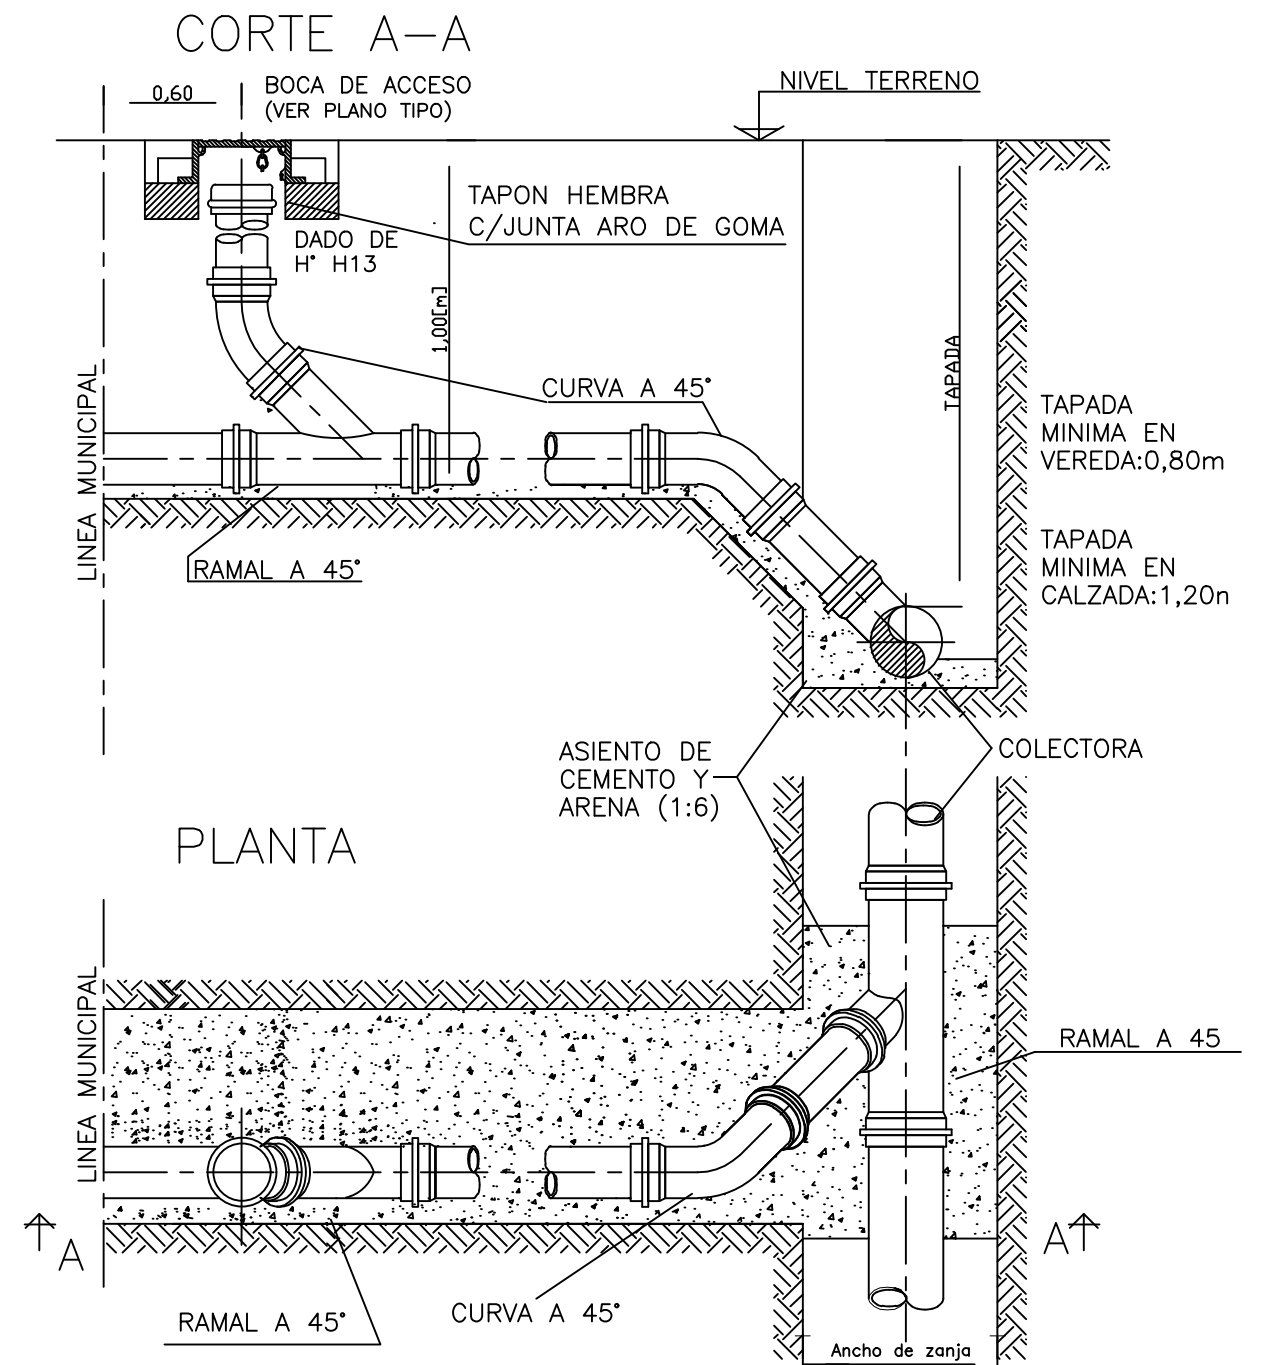 CORTE A-A
0,60
BOCA DE ACCESO
(VER PLANO TIPO)
NIVEL TERRENO
TAPON HEMBRA
C/JUNTA ARO DE GOMA
DADO DE
H° H13
1,00[m]
TAPADA
CURVA A 45°
LINEA MUNICIPAL
TAPADA
MINIMA EN
VEREDA:0,80m
RAMAL A 45°
TAPADA
MINIMA EN
CALZADA:1,20n
ASIENTO DE
CEMENTO Y
ARENA (1:6)
COLECTORA
PLANTA
LINEA MUNICIPAL
RAMAL A 45
A
A
RAMAL A 45°
CURVA A 45°
Ancho de zanja